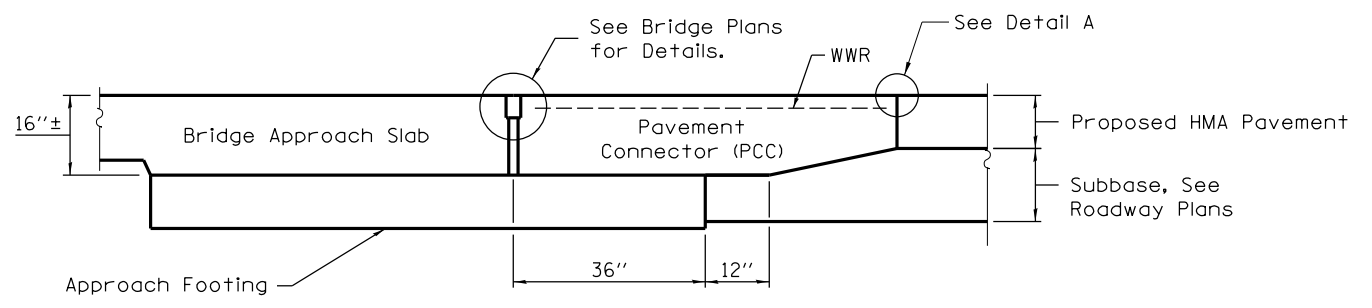 See Bridge Plans
for Details.
See Detail A
WWR
16"±
Bridge Approach Slab
Pavement
Connector (PCC)
Proposed HMA Pavement
Subbase, See
Roadway Plans
36"
12"
Approach Footing